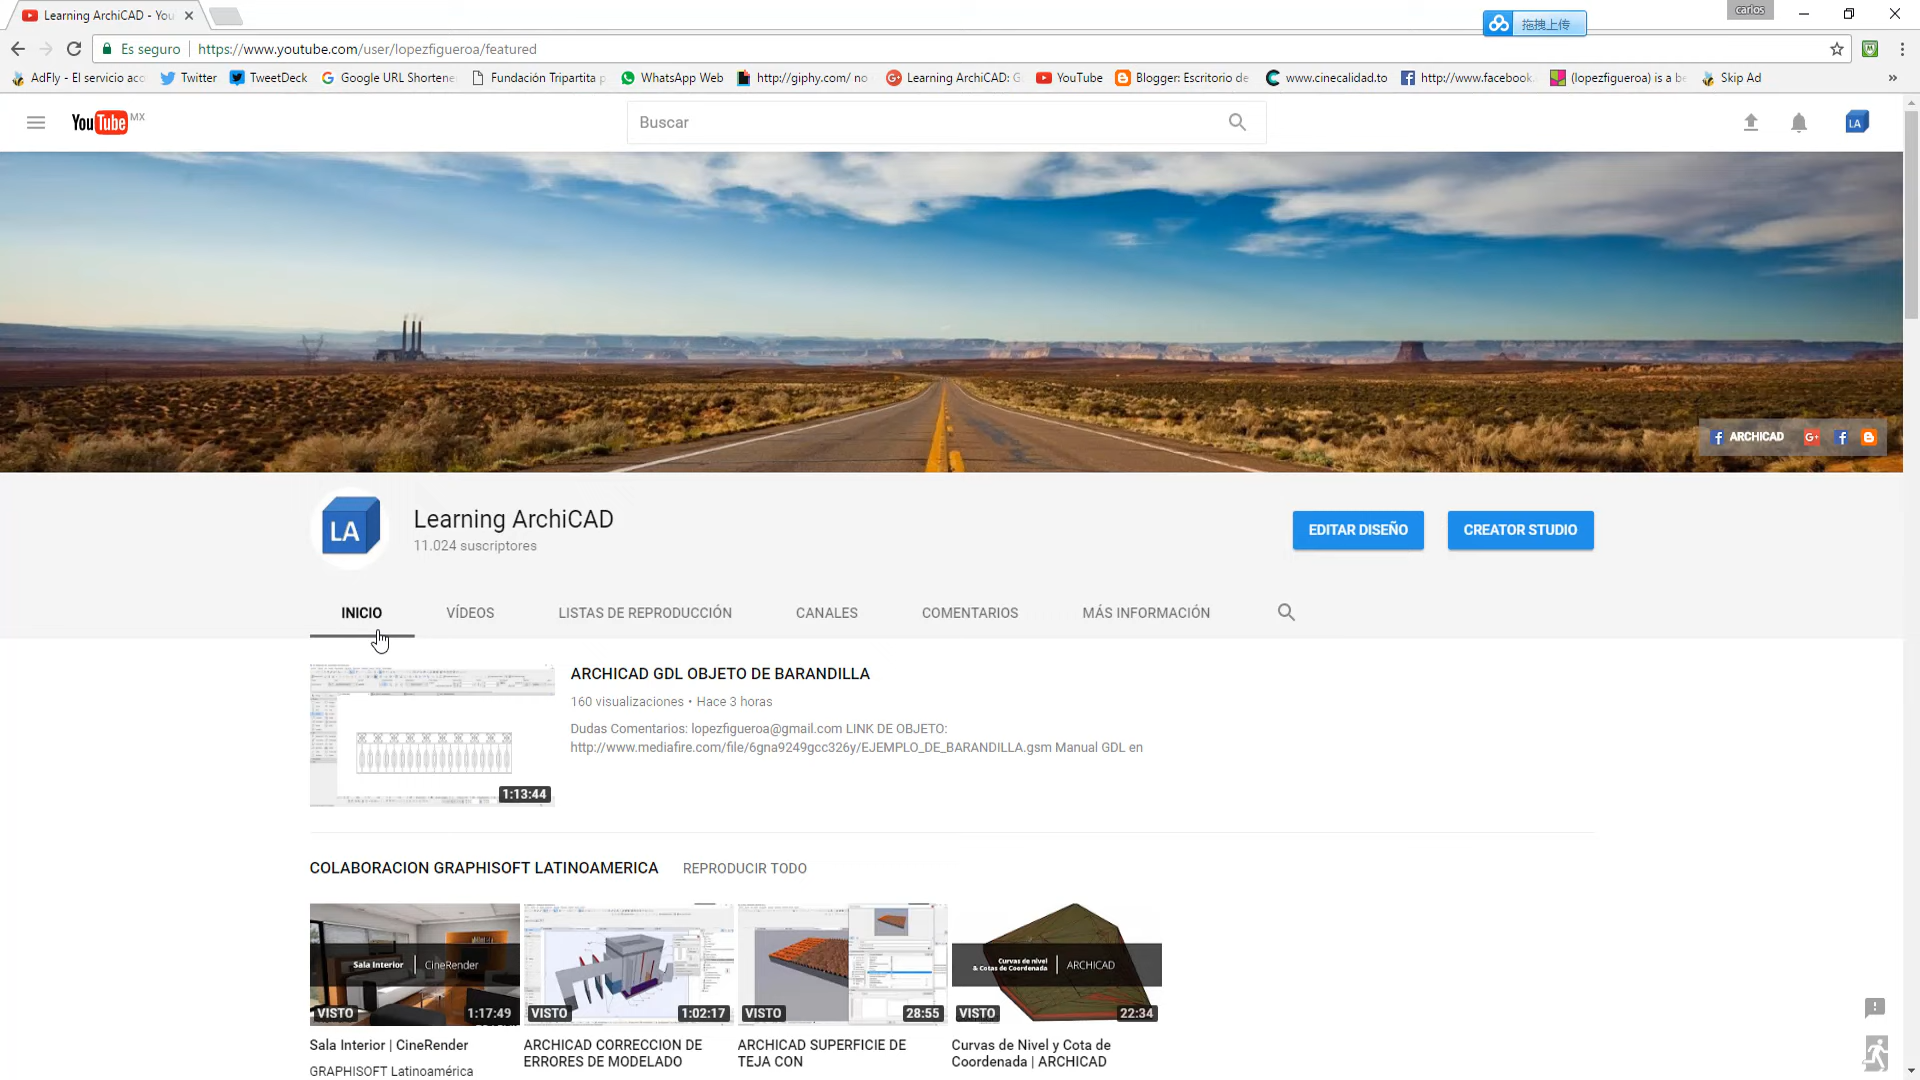 Learning ArchiCAD - You
carlos
拖拽上传
Es seguro
https://www.youtube.com/user/lopezfigueroa/featured
AdFly - El servicio aco
Twitter
TweetDeck
Google URL Shortene
Fundación Tripartita p
WhatsApp Web
http://giphy.com/ no
Learning ArchiCAD: G
YouTube
Blogger: Escritorio de
www.cinecalidad.to
http://www.facebook.
(lopezfigueroa) is a be
Skip Ad
YouTube MX
Buscar
LA
ARCHICAD
LA
Learning ArchiCAD
11.024 suscriptores
EDITAR DISEÑO
CREATOR STUDIO
INICIO
VÍDEOS
LISTAS DE REPRODUCCIÓN
CANALES
COMENTARIOS
MÁS INFORMACIÓN
ARCHICAD GDL OBJETO DE BARANDILLA
160 visualizaciones • Hace 3 horas
Dudas Comentarios: lopezfigueroa@gmail.com LINK DE OBJETO:
http://www.mediafire.com/file/6gna9249gcc326y/EJEMPLO_DE_BARANDILLA.gsm Manual GDL en
1:13:44
COLABORACION GRAPHISOFT LATINOAMERICA
REPRODUCIR TODO
Sala Interior | CineRender
VISTO
1:17:49
VISTO
1:02:17
VISTO
28:55
Curvas de nivel
& Cotas de Coordenada | ARCHICAD
VISTO
22:34
Sala Interior | CineRender
GRAPHISOFT Latinoamérica
ARCHICAD CORRECCION DE
ERRORES DE MODELADO
ARCHICAD SUPERFICIE DE
TEJA CON
Curvas de Nivel y Cota de
Coordenada | ARCHICAD